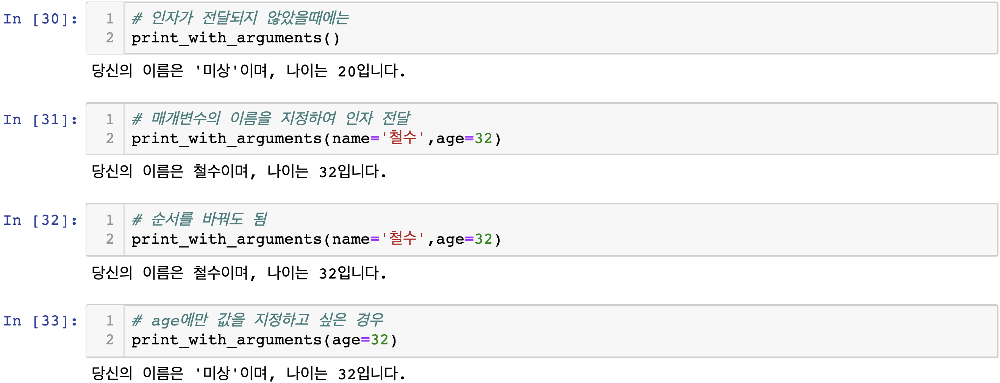 In [30]:
1 # 인자가 전달되지 않았을때에는
2 print_with_arguments()
당신의 이름은 '미상'이며, 나이는 20입니다.
In [31]:
1 # 매개변수의 이름을 지정하여 인자 전달
2 print_with_arguments(name='철수',age=32)
당신의 이름은 철수이며, 나이는 32입니다.
In [32]:
1 # 순서를 바꿔도 됨
2 print_with_arguments(name='철수',age=32)
당신의 이름은 철수이며, 나이는 32입니다.
In [33]:
1 # age에만 값을 지정하고 싶은 경우
2 print_with_arguments(age=32)
당신의 이름은 '미상'이며, 나이는 32입니다.